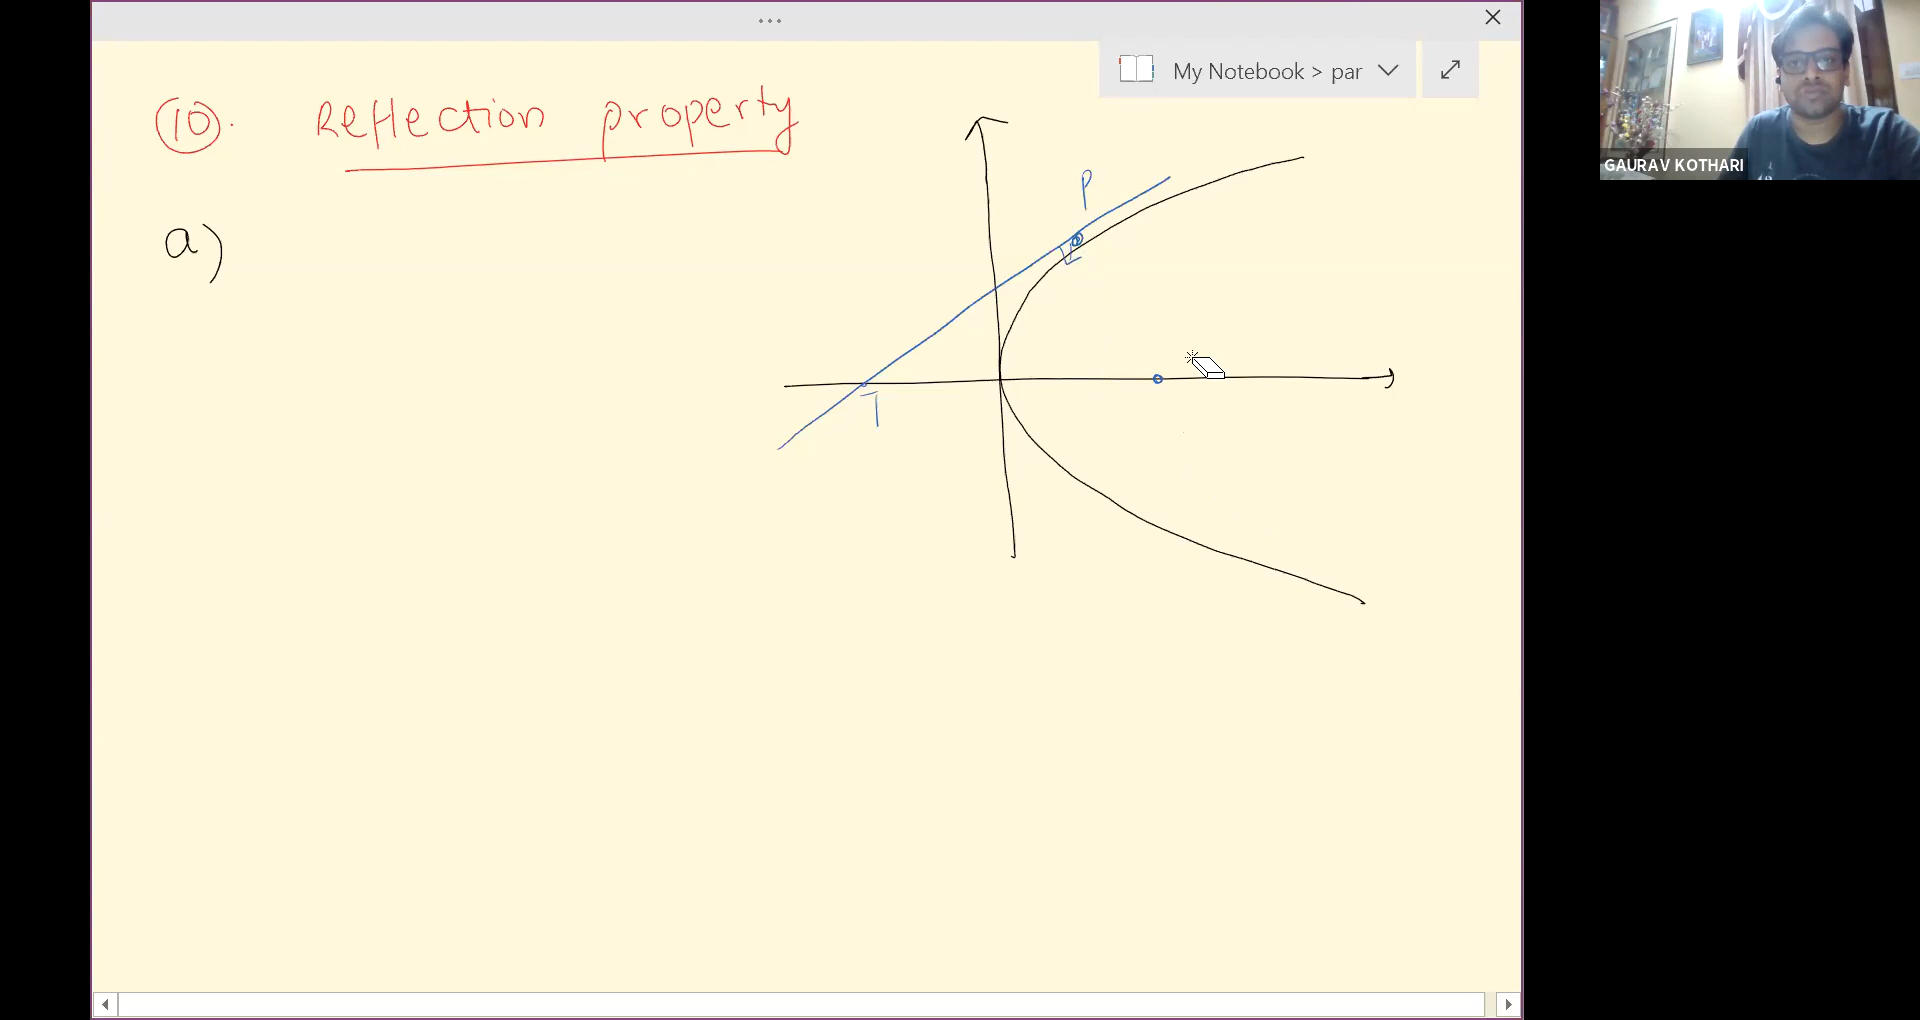 My Notebook > par
GAURAV KOTHARI
(10). Reflection property
P
a)
T